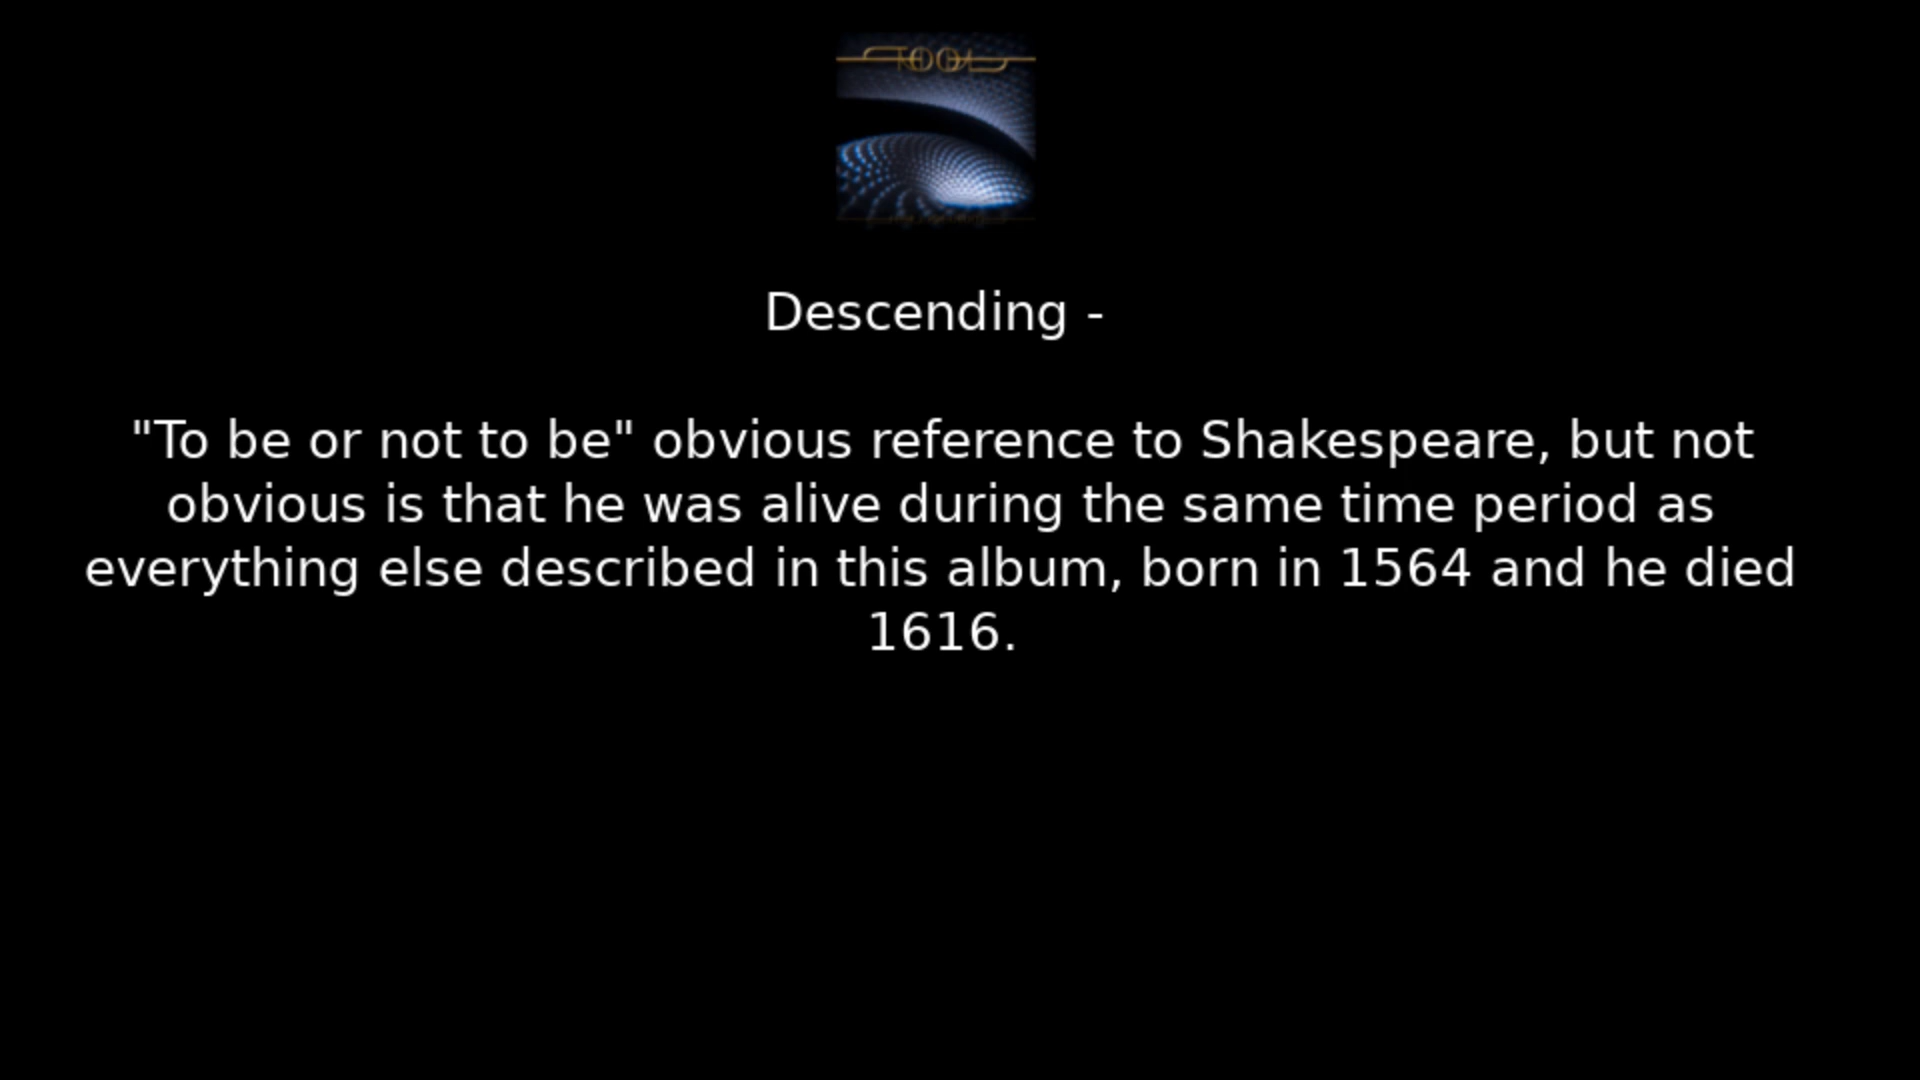 TOOL
Descending -
"To be or not to be" obvious reference to Shakespeare, but not
obvious is that he was alive during the same time period as
everything else described in this album, born in 1564 and he died
1616.